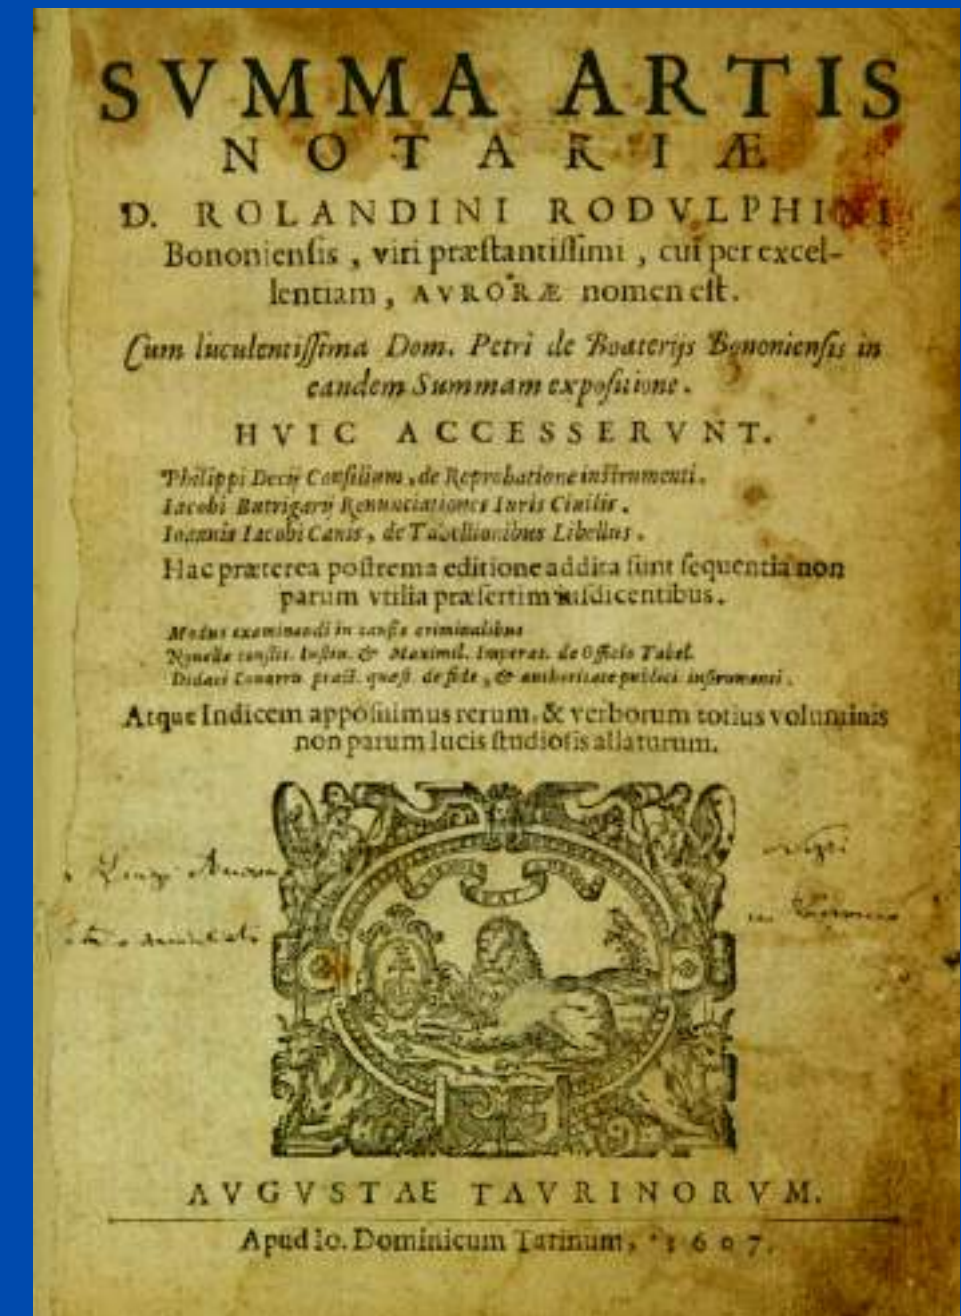 SVMMA ARTIS
NOTARIÆ
D. ROLANDINI RODVLPHINI
Bononienſis, viri præſtantiſſimi, cui per excel-
lentiam, AVRORÆ nomen eſt.
Cum luculentiſſima Dom. Petri de Boaterijs Bononienſis in
eandem Summam expoſitione.
HVIC ACCESSERVNT.
Philippi Decij Conſilium, de Reprobatione inſtrumenti.
Iacobi Butrigarij Renunciationes Iuris Ciuilis.
Ioannis Iacobi Canis, de Tabellionibus Libellus.
Hac præterea poſtrema editione addita ſunt ſequentia non
parum vtilia præſertim iuſdicentibus.
Modus examinandi in cauſis criminalibus
Nouellæ conſtit. Iuſtin. & Maximil. Imperat. de Officio Tabel.
Didaci Couarru. pract. quæſt. de fide, & authoritate publici inſtrumenti.
Atque Indicem appoſuimus rerum, & verborum totius voluminis
non parum lucis ſtudioſis allaturum.
AVGVSTAE TAVRINORVM.
Apud Io. Dominicum Tarinum, 1607.